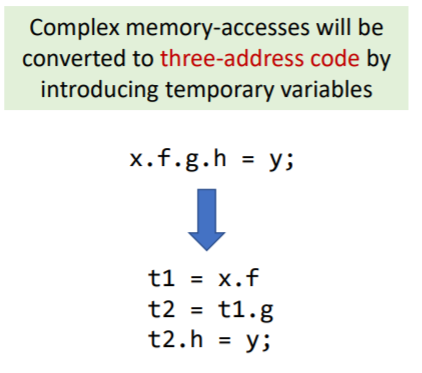 Complex memory-accesses will be
converted to three-address code by
introducing temporary variables
x.f.g.h = y;
t1 = x.f
t2 = t1.g
t2.h = y;